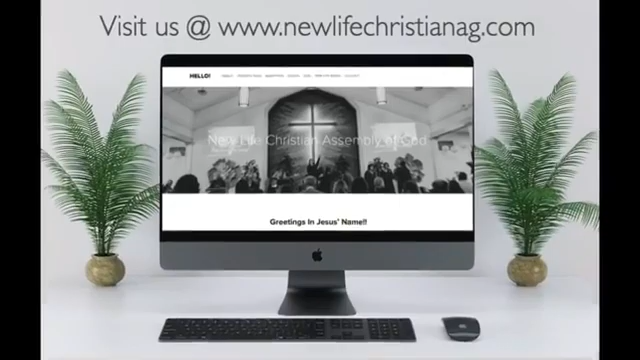 Visit us @ www.newlifechristianag.com
HELLO!
New Life Christian Assembly of God
Greetings In Jesus' Name!!